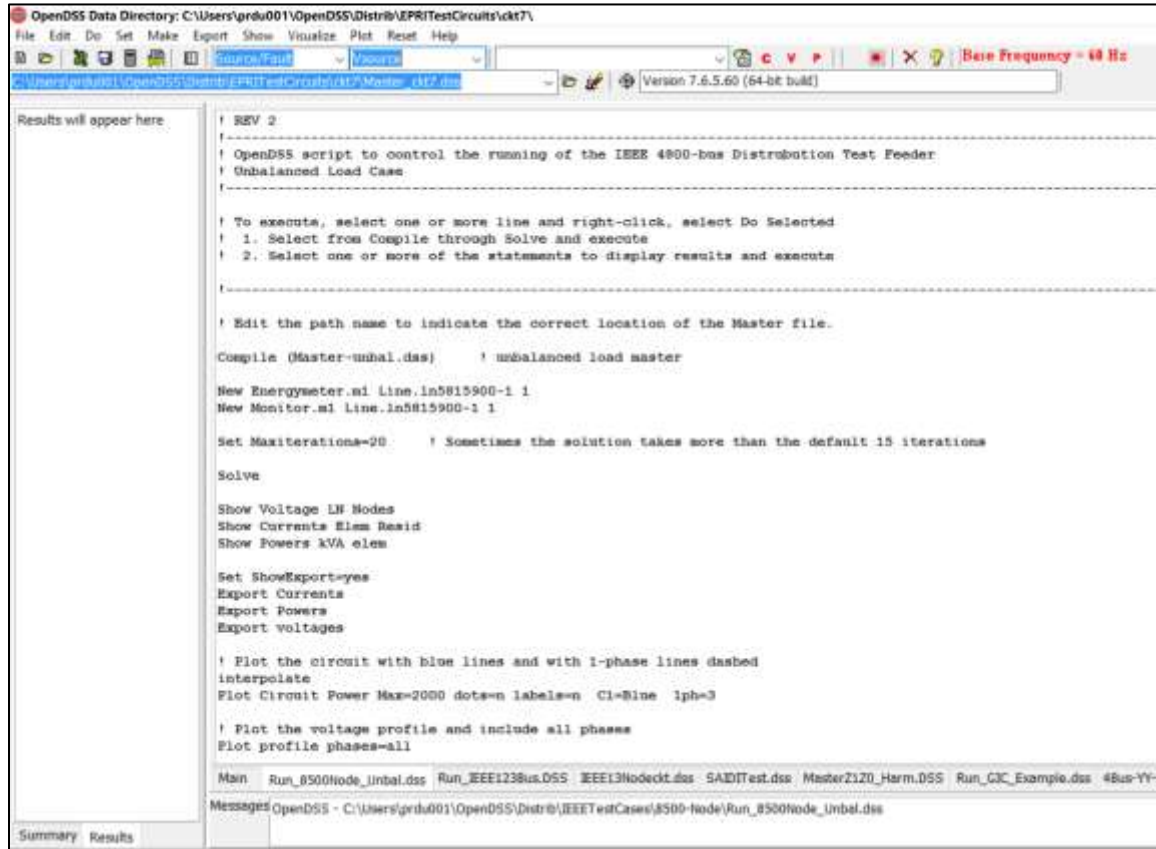 OpenDSS Data Directory: C:\Users\prdu001\OpenDSS\Distrib\EPRITestCircuits\ckt7\
File Edit Do Set Make Export Show Visualize Plot Reset Help
Source/Fault Vsource C V P Base Frequency = 60 Hz
C:\Users\prdu001\OpenDSS\Distrib\EPRITestCircuits\ckt7\Master_ckt7.dss Version 7.6.5.60 (64-bit build)
Results will appear here
! REV 2
!-----------------------------------------------------------------------
! OpenDSS script to control the running of the IEEE 4800-bus Distrubution Test Feeder
! Unbalanced Load Case
!-----------------------------------------------------------------------
! To execute, select one or more line and right-click, select Do Selected
! 1. Select from Compile through Solve and execute
! 2. Select one or more of the statements to display results and execute
!-----------------------------------------------------------------------
! Edit the path name to indicate the correct location of the Master file.
Compile (Master-unbal.dss) ! unbalanced load master
New Energymeter.m1 Line.ln5815900-1 1
New Monitor.m1 Line.ln5815900-1 1
Set Maxiterations=20 ! Sometimes the solution takes more than the default 15 iterations
Solve
Show Voltage LN Nodes
Show Currents Elem Resid
Show Powers kVA elem
Set ShowExport=yes
Export Currents
Export Powers
Export voltages
! Plot the circuit with blue lines and with 1-phase lines dashed
interpolate
Plot Circuit Power Max=2000 dots=n labels=n C1=Blue 1ph=3
! Plot the voltage profile and include all phases
Plot profile phases=all
Main Run_8500Node_Unbal.dss Run_IEEE123Bus.DSS IEEE13Nodeckt.dss SAIDITest.dss MasterZ1Z0_Harm.DSS Run_GIC_Example.dss 4Bus-YY-
Messages OpenDSS - C:\Users\prdu001\OpenDSS\Distrib\IEEETestCases\8500-Node\Run_8500Node_Unbal.dss
Summary Results